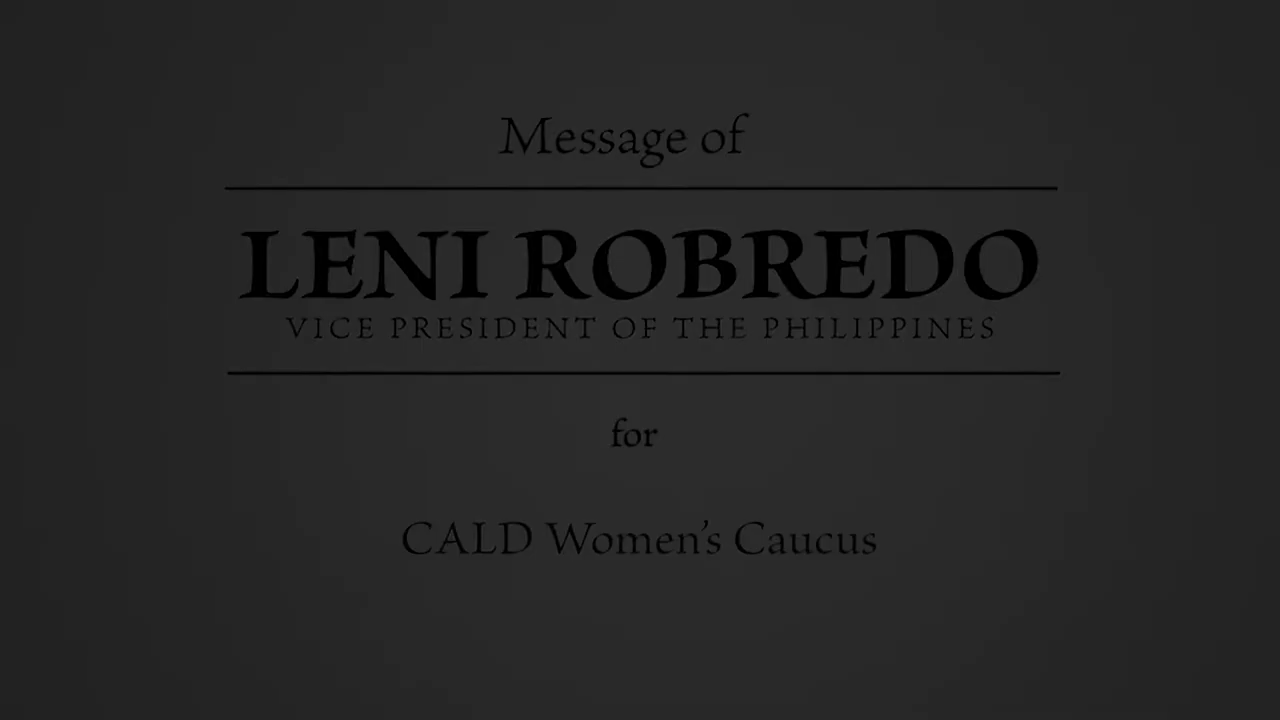 Message of
LENI ROBREDO
VICE PRESIDENT OF THE PHILIPPINES
for
CALD Women's Caucus